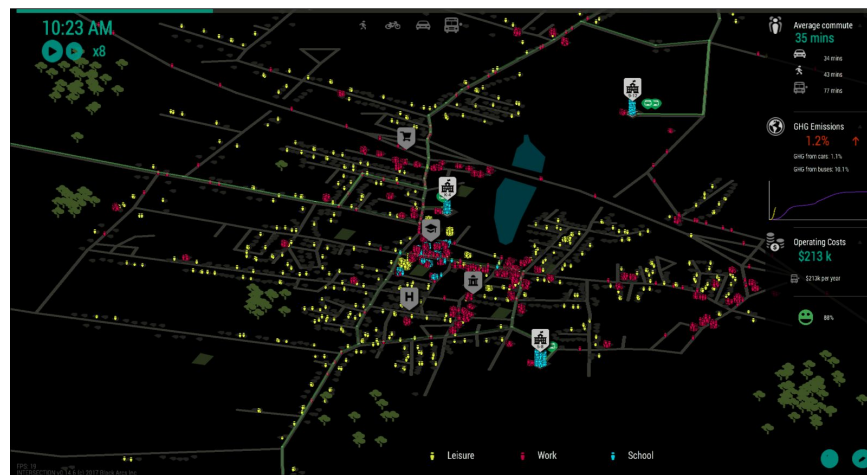 10:23 AM
x8
Average commute
35 mins
24 mins
43 mins
77 mins
GHG Emissions
1.2%
GHG from cars: 1.1%
GHG from buses: 10.1%
Operating Costs
$213 k
$213k per year
88%
H
Leisure
Work
School
FPS: 19